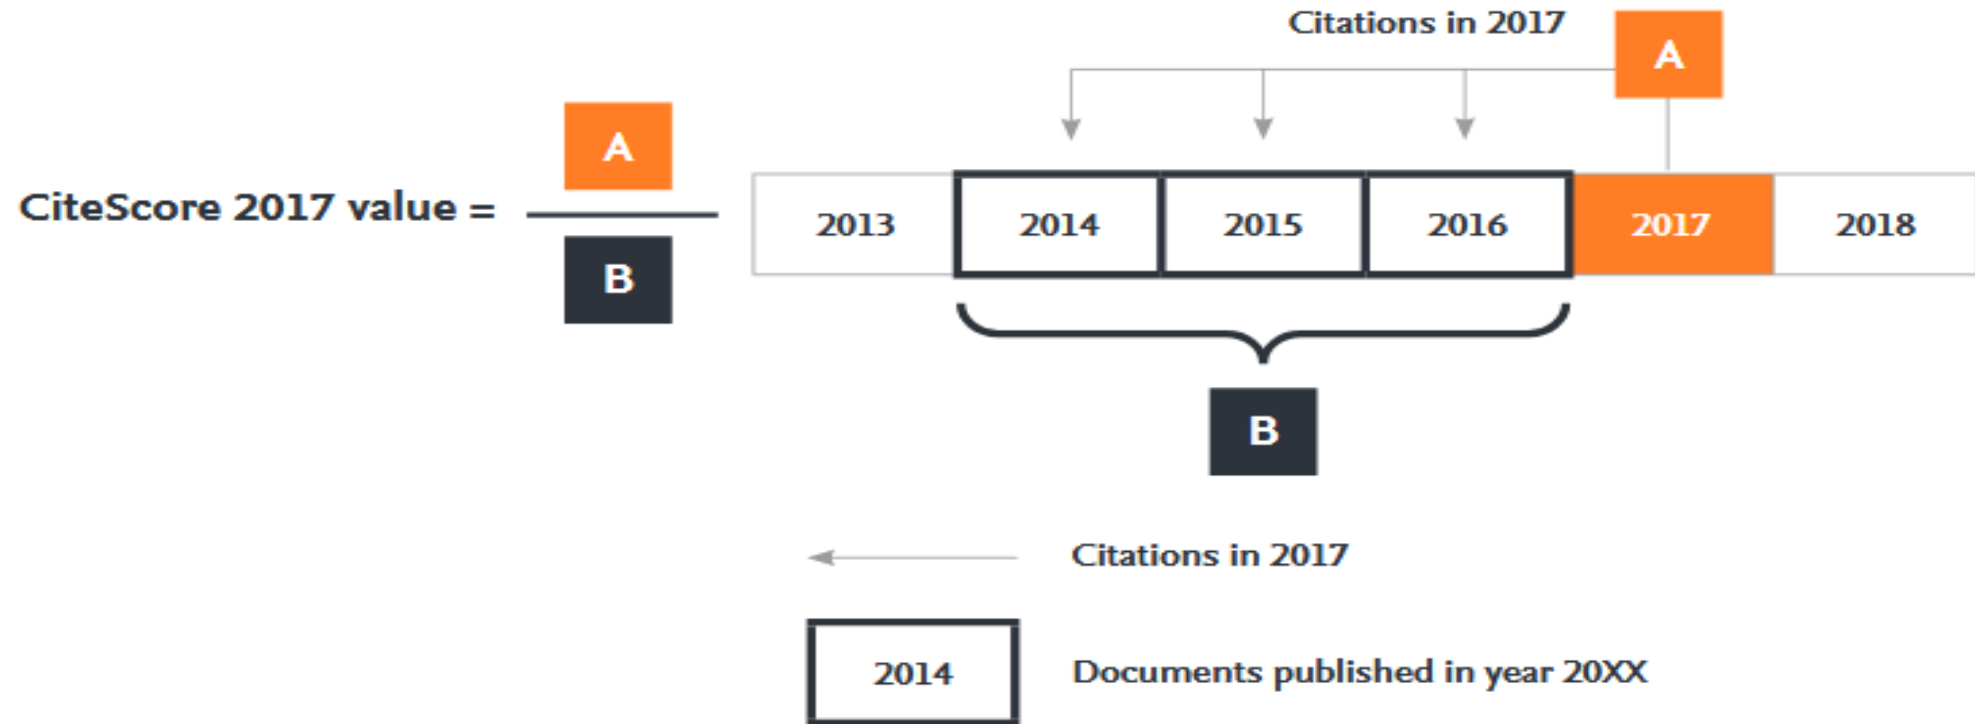 Citations in 2017
A
A
CiteScore 2017 value =
B
2013 2014 2015 2016 2017 2018
B
Citations in 2017
2014 Documents published in year 20XX